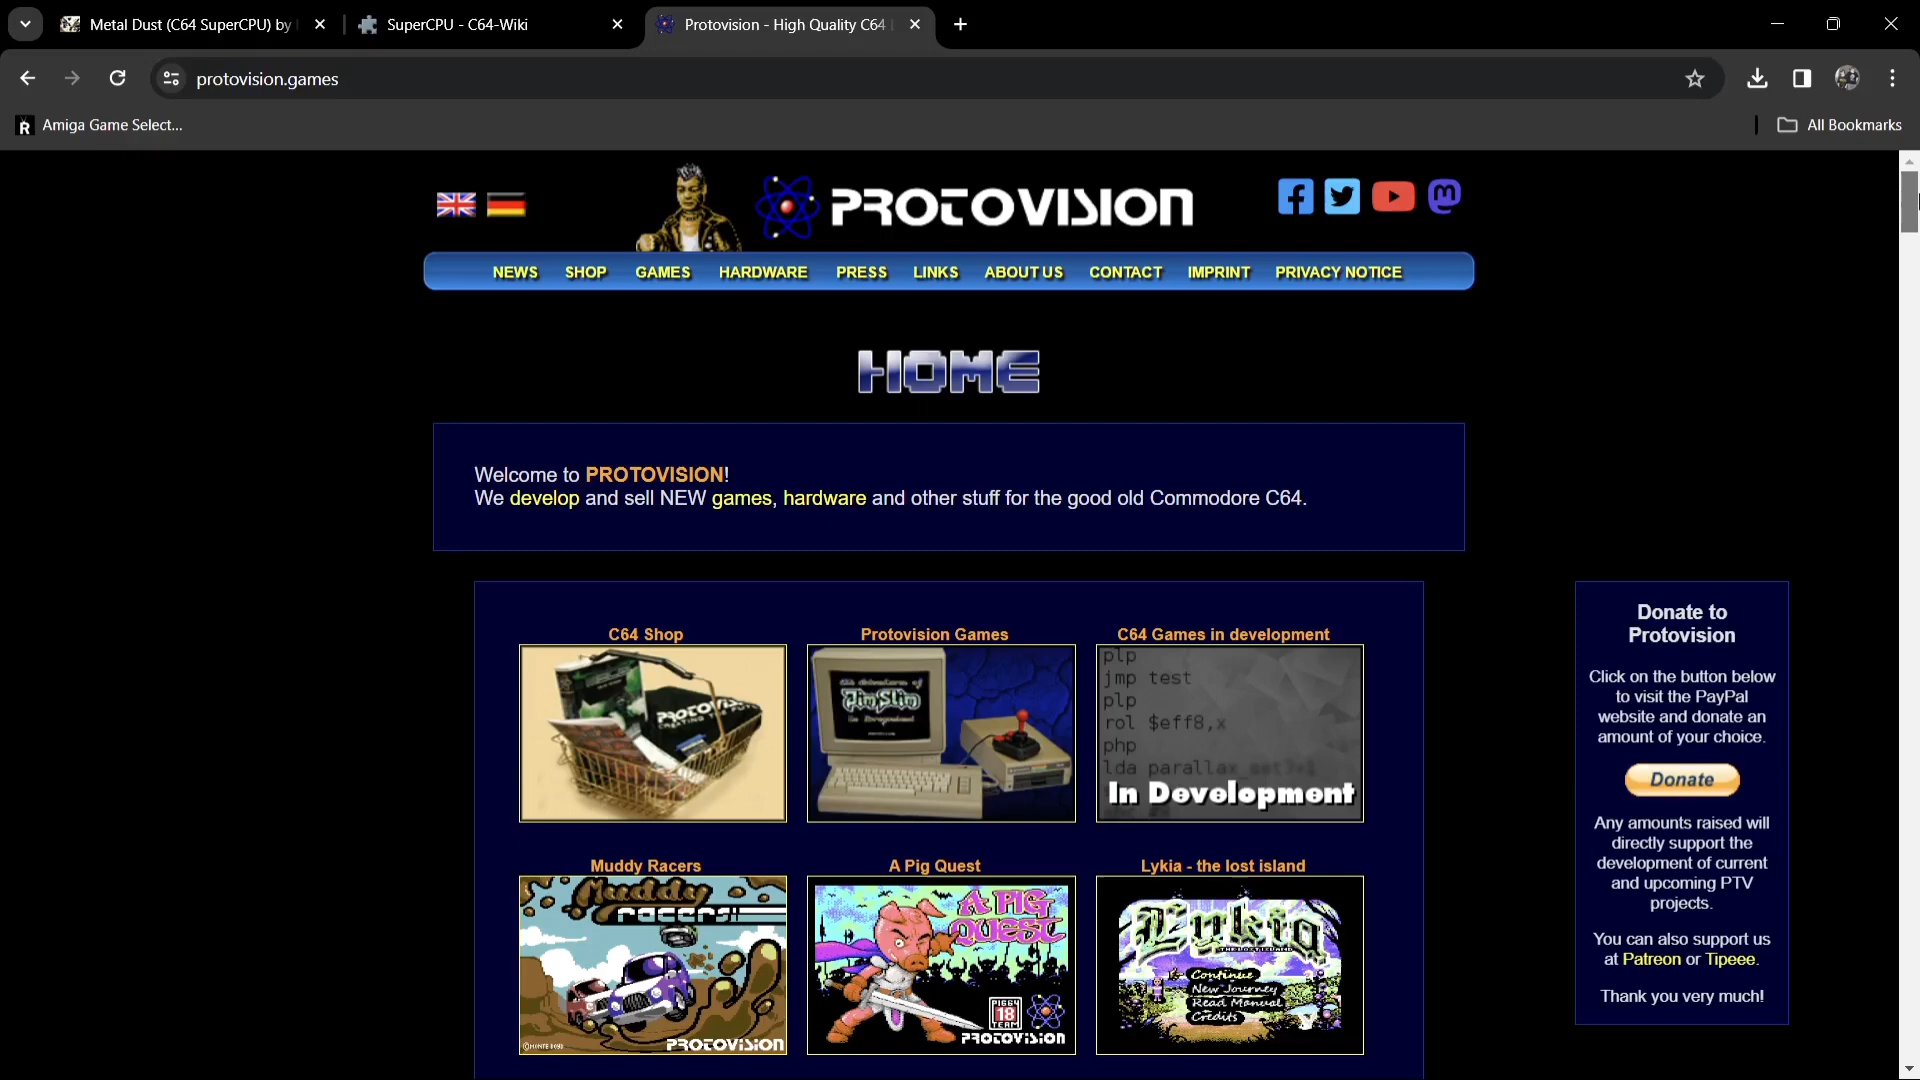 Metal Dust (C64 SuperCPU) by
SuperCPU - C64-Wiki
Protovision - High Quality C64
protovision.games
Amiga Game Select...
All Bookmarks
PROTOVISION
NEWS SHOP GAMES HARDWARE PRESS LINKS ABOUT US CONTACT IMPRINT PRIVACY NOTICE
HOME
Welcome to PROTOVISION!
We develop and sell NEW games, hardware and other stuff for the good old Commodore C64.
C64 Shop
Protovision Games
C64 Games in development
plp
jmp test
plp
rol $eff8,x
php
lda parallax
In Development
JimSlim
Muddy Racers
A Pig Quest
Lykia - the lost island
Muddy
racers!
PROTOVISION
A PIG
QUEST
PIGGY
18
TEAM
PROTOVISION
Lykia
THE LOST ISLAND
Continue
New Journey
Read Manual
Credits
Donate to
Protovision
Click on the button below
to visit the PayPal
website and donate an
amount of your choice.
Donate
Any amounts raised will
directly support the
development of current
and upcoming PTV
projects.
You can also support us
at Patreon or Tipeee.
Thank you very much!